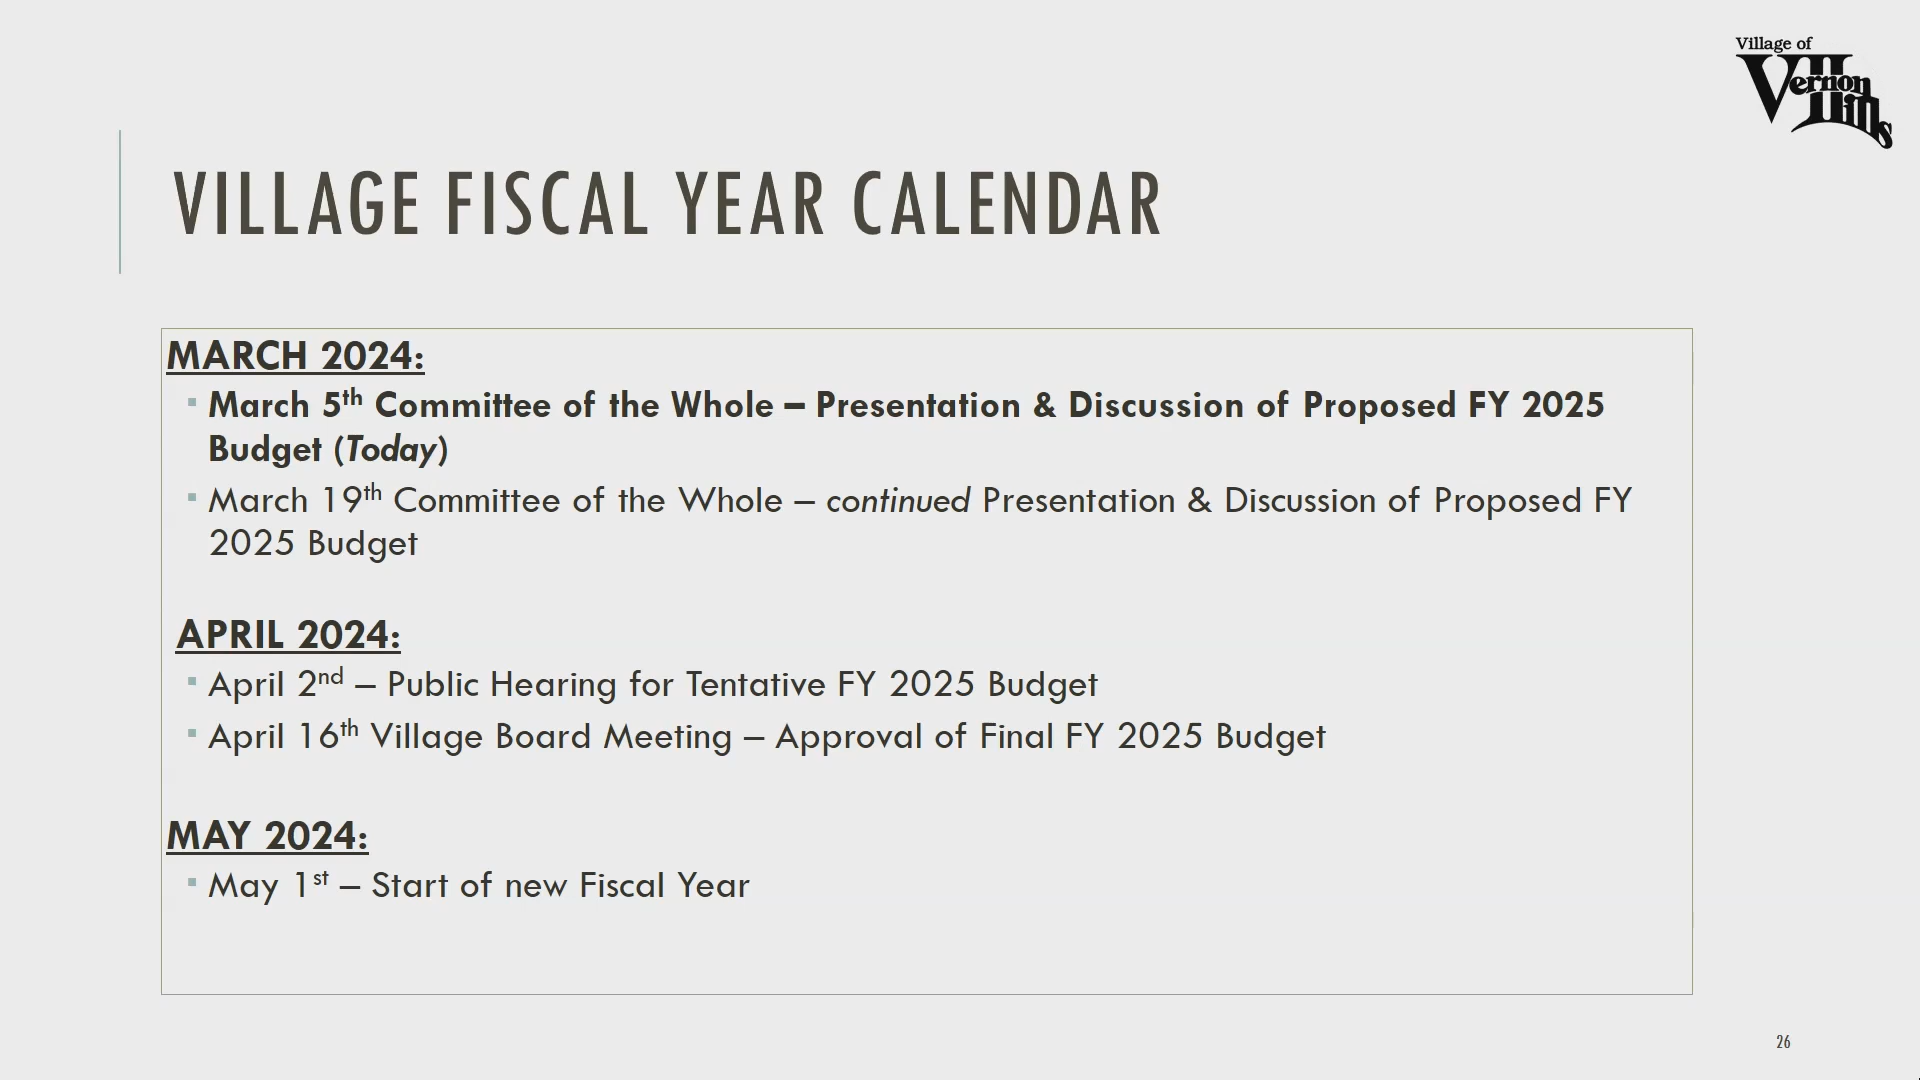 Village of
Vernon
Hills
VILLAGE FISCAL YEAR CALENDAR
MARCH 2024:
▪ March 5th Committee of the Whole – Presentation & Discussion of Proposed FY 2025
Budget (Today)
▪ March 19th Committee of the Whole – continued Presentation & Discussion of Proposed FY
2025 Budget
APRIL 2024:
▪ April 2nd – Public Hearing for Tentative FY 2025 Budget
▪ April 16th Village Board Meeting – Approval of Final FY 2025 Budget
MAY 2024:
▪ May 1st – Start of new Fiscal Year
26